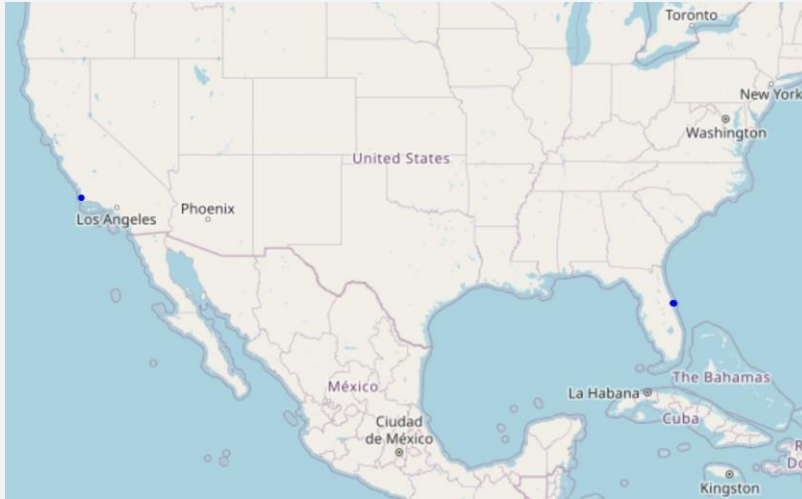 Toronto
New York
Washington
United States
Phoenix
Los Angeles
México
The Bahamas
La Habana
Cuba
Ciudad
de México
R
Do
Kingston